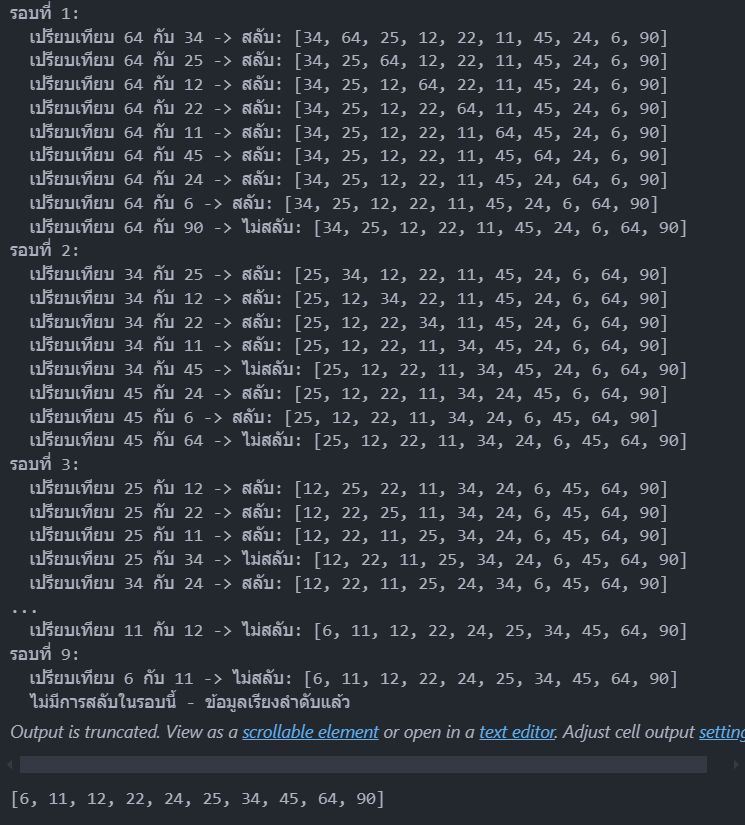 รอบที่ 1:
เปรียบเทียบ 64 กับ 34 -> สลับ: [34, 64, 25, 12, 22, 11, 45, 24, 6, 90]
เปรียบเทียบ 64 กับ 25 -> สลับ: [34, 25, 64, 12, 22, 11, 45, 24, 6, 90]
เปรียบเทียบ 64 กับ 12 -> สลับ: [34, 25, 12, 64, 22, 11, 45, 24, 6, 90]
เปรียบเทียบ 64 กับ 22 -> สลับ: [34, 25, 12, 22, 64, 11, 45, 24, 6, 90]
เปรียบเทียบ 64 กับ 11 -> สลับ: [34, 25, 12, 22, 11, 64, 45, 24, 6, 90]
เปรียบเทียบ 64 กับ 45 -> สลับ: [34, 25, 12, 22, 11, 45, 64, 24, 6, 90]
เปรียบเทียบ 64 กับ 24 -> สลับ: [34, 25, 12, 22, 11, 45, 24, 64, 6, 90]
เปรียบเทียบ 64 กับ 6 -> สลับ: [34, 25, 12, 22, 11, 45, 24, 6, 64, 90]
เปรียบเทียบ 64 กับ 90 -> ไม่สลับ: [34, 25, 12, 22, 11, 45, 24, 6, 64, 90]
รอบที่ 2:
เปรียบเทียบ 34 กับ 25 -> สลับ: [25, 34, 12, 22, 11, 45, 24, 6, 64, 90]
เปรียบเทียบ 34 กับ 12 -> สลับ: [25, 12, 34, 22, 11, 45, 24, 6, 64, 90]
เปรียบเทียบ 34 กับ 22 -> สลับ: [25, 12, 22, 34, 11, 45, 24, 6, 64, 90]
เปรียบเทียบ 34 กับ 11 -> สลับ: [25, 12, 22, 11, 34, 45, 24, 6, 64, 90]
เปรียบเทียบ 34 กับ 45 -> ไม่สลับ: [25, 12, 22, 11, 34, 45, 24, 6, 64, 90]
เปรียบเทียบ 45 กับ 24 -> สลับ: [25, 12, 22, 11, 34, 24, 45, 6, 64, 90]
เปรียบเทียบ 45 กับ 6 -> สลับ: [25, 12, 22, 11, 34, 24, 6, 45, 64, 90]
เปรียบเทียบ 45 กับ 64 -> ไม่สลับ: [25, 12, 22, 11, 34, 24, 6, 45, 64, 90]
รอบที่ 3:
เปรียบเทียบ 25 กับ 12 -> สลับ: [12, 25, 22, 11, 34, 24, 6, 45, 64, 90]
เปรียบเทียบ 25 กับ 22 -> สลับ: [12, 22, 25, 11, 34, 24, 6, 45, 64, 90]
เปรียบเทียบ 25 กับ 11 -> สลับ: [12, 22, 11, 25, 34, 24, 6, 45, 64, 90]
เปรียบเทียบ 25 กับ 34 -> ไม่สลับ: [12, 22, 11, 25, 34, 24, 6, 45, 64, 90]
เปรียบเทียบ 34 กับ 24 -> สลับ: [12, 22, 11, 25, 24, 34, 6, 45, 64, 90]
...
เปรียบเทียบ 11 กับ 12 -> ไม่สลับ: [6, 11, 12, 22, 24, 25, 34, 45, 64, 90]
รอบที่ 9:
เปรียบเทียบ 6 กับ 11 -> ไม่สลับ: [6, 11, 12, 22, 24, 25, 34, 45, 64, 90]
ไม่มีการสลับในรอบนี้ - ข้อมูลเรียงลำดับแล้ว
Output is truncated. View as a scrollable element or open in a text editor. Adjust cell output
[6, 11, 12, 22, 24, 25, 34, 45, 64, 90]